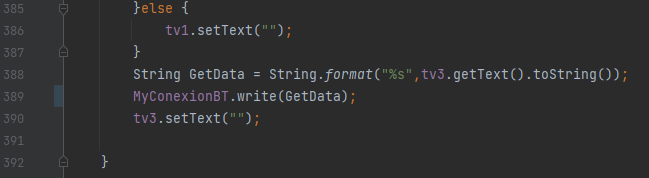 385 }else {
386 tv1.setText("");
387 }
388 String GetData = String.format("%s",tv3.getText().toString());
389 MyConexionBT.write(GetData);
390 tv3.setText("");
391
392 }